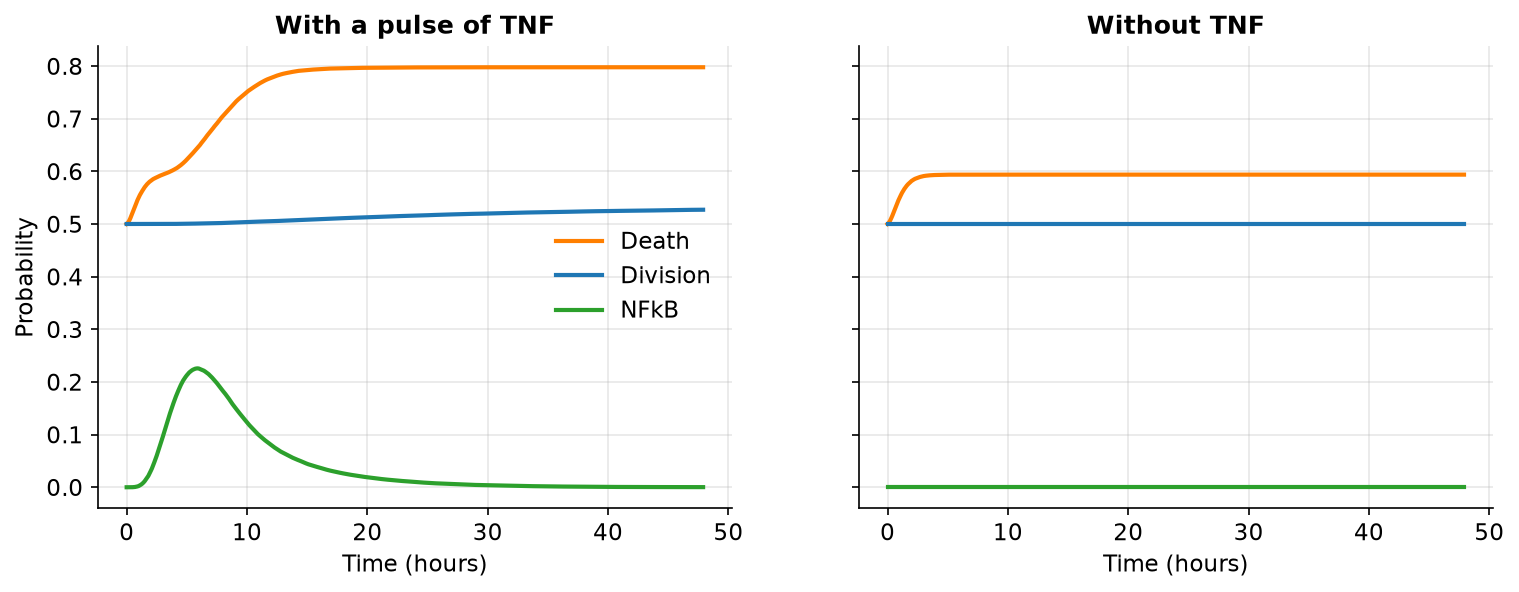 With a pulse of TNF
Without TNF
0.8
0.7
0.6
0.5
0.4
0.3
0.2
0.1
0.0
Probability
Death
Division
NFkB
0 10 20 30 40 50
Time (hours)
0 10 20 30 40 50
Time (hours)